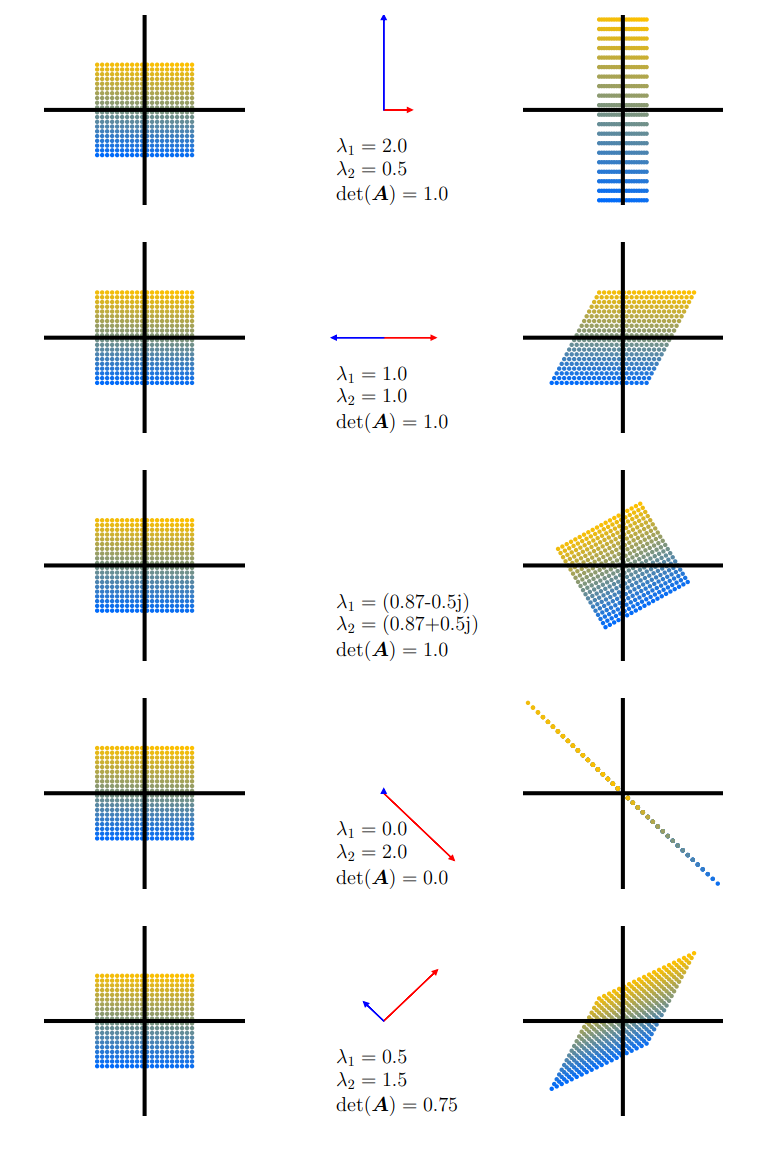 λ₁ = 2.0
λ₂ = 0.5
det(A) = 1.0
λ₁ = 1.0
λ₂ = 1.0
det(A) = 1.0
λ₁ = (0.87-0.5j)
λ₂ = (0.87+0.5j)
det(A) = 1.0
λ₁ = 0.0
λ₂ = 2.0
det(A) = 0.0
λ₁ = 0.5
λ₂ = 1.5
det(A) = 0.75